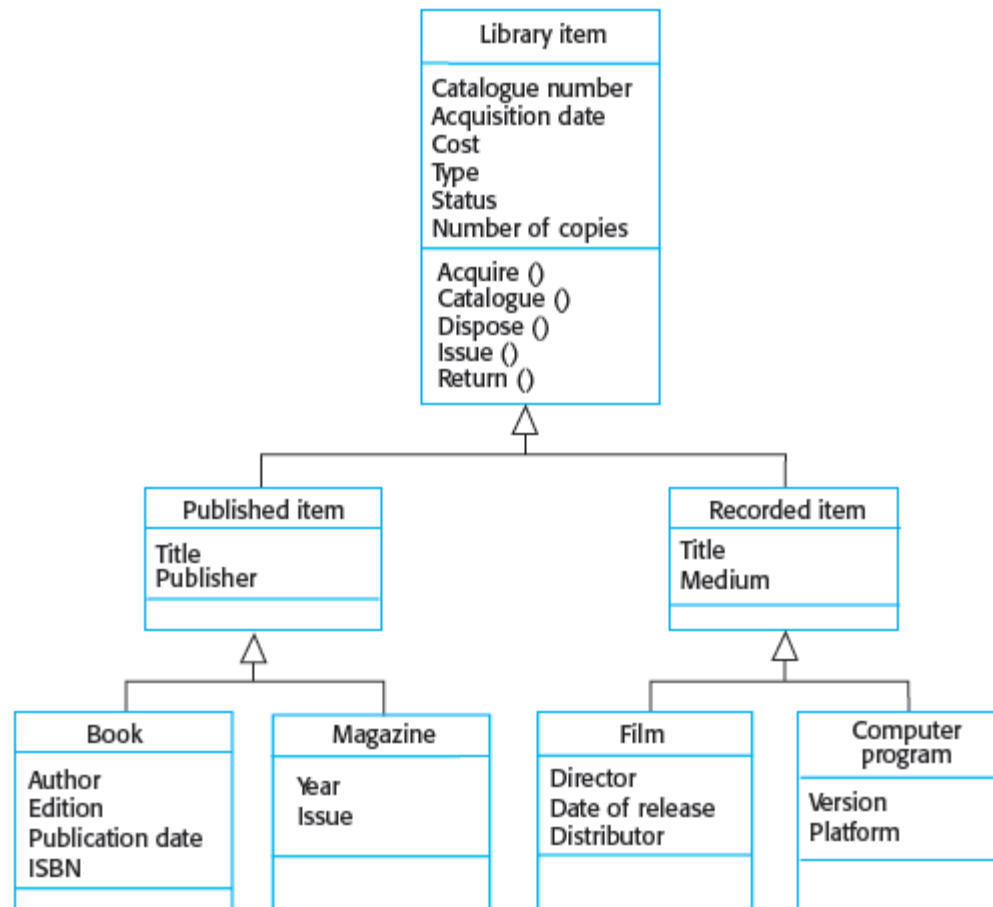 Library item
Catalogue number
Acquisition date
Cost
Type
Status
Number of copies
Acquire ()
Catalogue ()
Dispose ()
Issue ()
Return ()
Published item
Title
Publisher
Recorded item
Title
Medium
Book
Author
Edition
Publication date
ISBN
Magazine
Year
Issue
Film
Director
Date of release
Distributor
Computer
program
Version
Platform